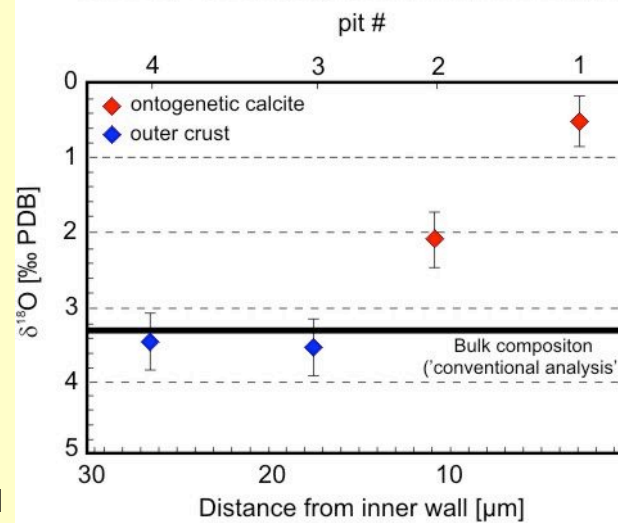 pit #
4 3 2 1
0
ontogenetic calcite
outer crust
1
2
3
4
5
δ¹⁸O [‰ PDB]
Bulk compositon
('conventional analysis'
30 20 10
Distance from inner wall [µm]